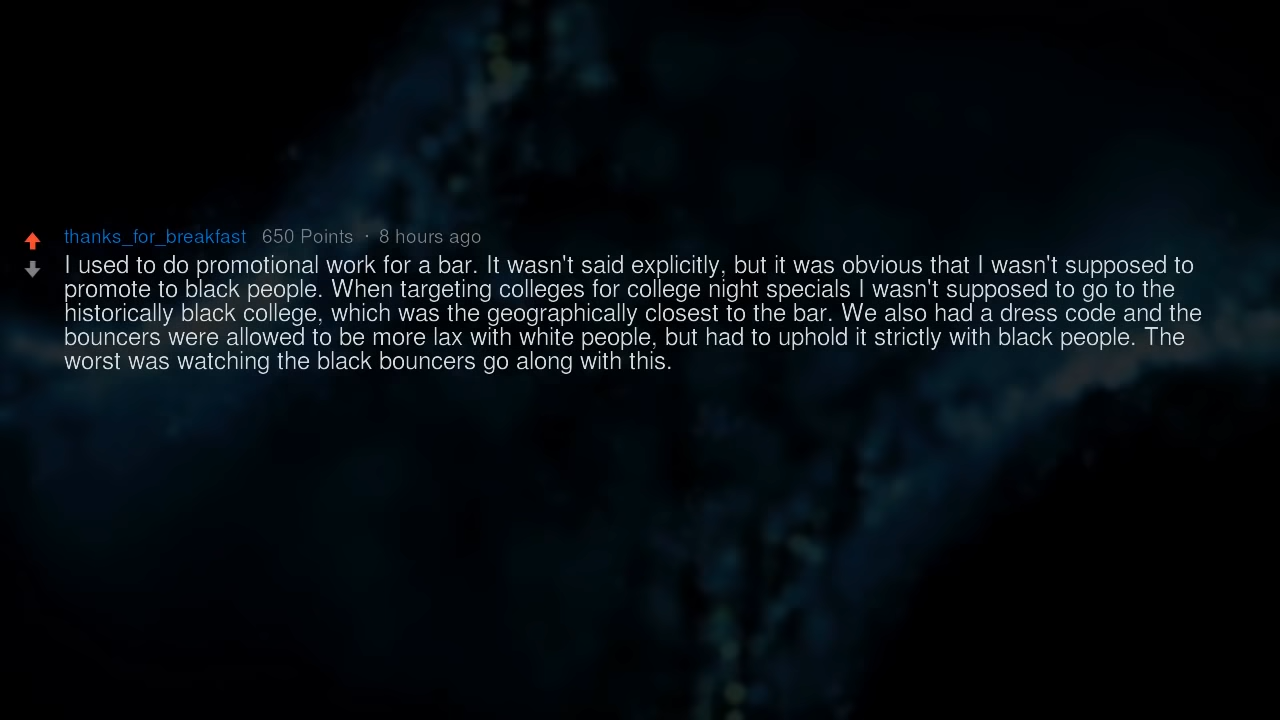 thanks_for_breakfast 650 Points · 8 hours ago
I used to do promotional work for a bar. It wasn't said explicitly, but it was obvious that I wasn't supposed to
promote to black people. When targeting colleges for college night specials I wasn't supposed to go to the
historically black college, which was the geographically closest to the bar. We also had a dress code and the
bouncers were allowed to be more lax with white people, but had to uphold it strictly with black people. The
worst was watching the black bouncers go along with this.